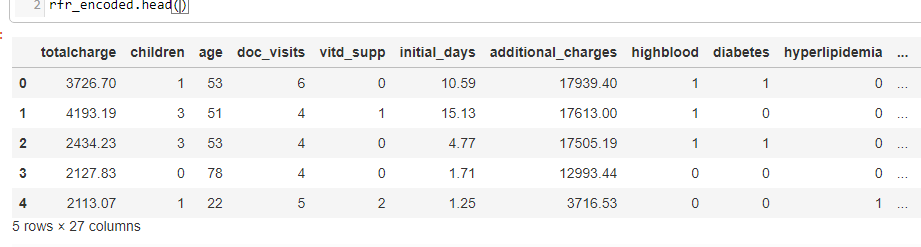 2 rfr_encoded.head()
totalcharge children age doc_visits vitd_supp initial_days additional_charges highblood diabetes hyperlipidemia ...
0 3726.70 1 53 6 0 10.59 17939.40 1 1 0 ...
1 4193.19 3 51 4 1 15.13 17613.00 1 0 0 ...
2 2434.23 3 53 4 0 4.77 17505.19 1 1 0 ...
3 2127.83 0 78 4 0 1.71 12993.44 0 0 0 ...
4 2113.07 1 22 5 2 1.25 3716.53 0 0 1 ...
5 rows × 27 columns